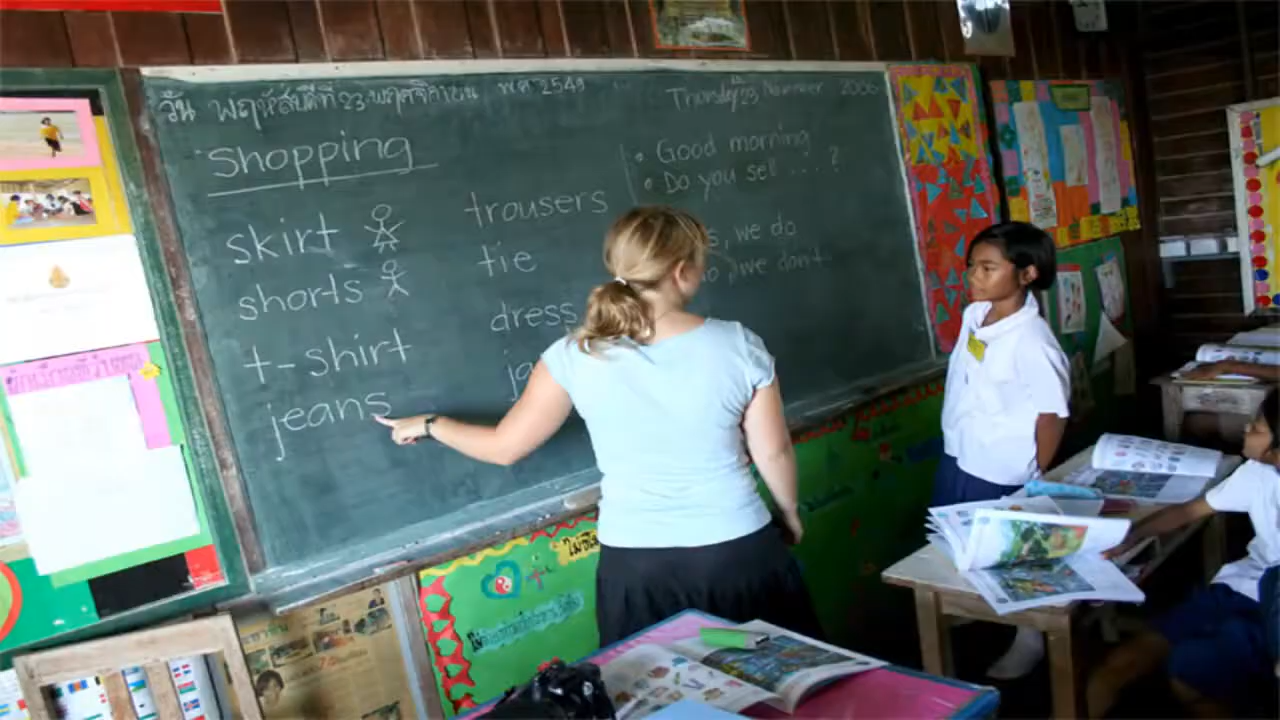 วัน พฤหัสบดีที่ 23 พฤศจิกายน พ.ศ. 2549
Thursday 23 November 2006
Shopping
skirt
shorts
t-shirt
jeans
trousers
tie
dress
• Good morning
• Do you sell ....?
, we do
, we don't